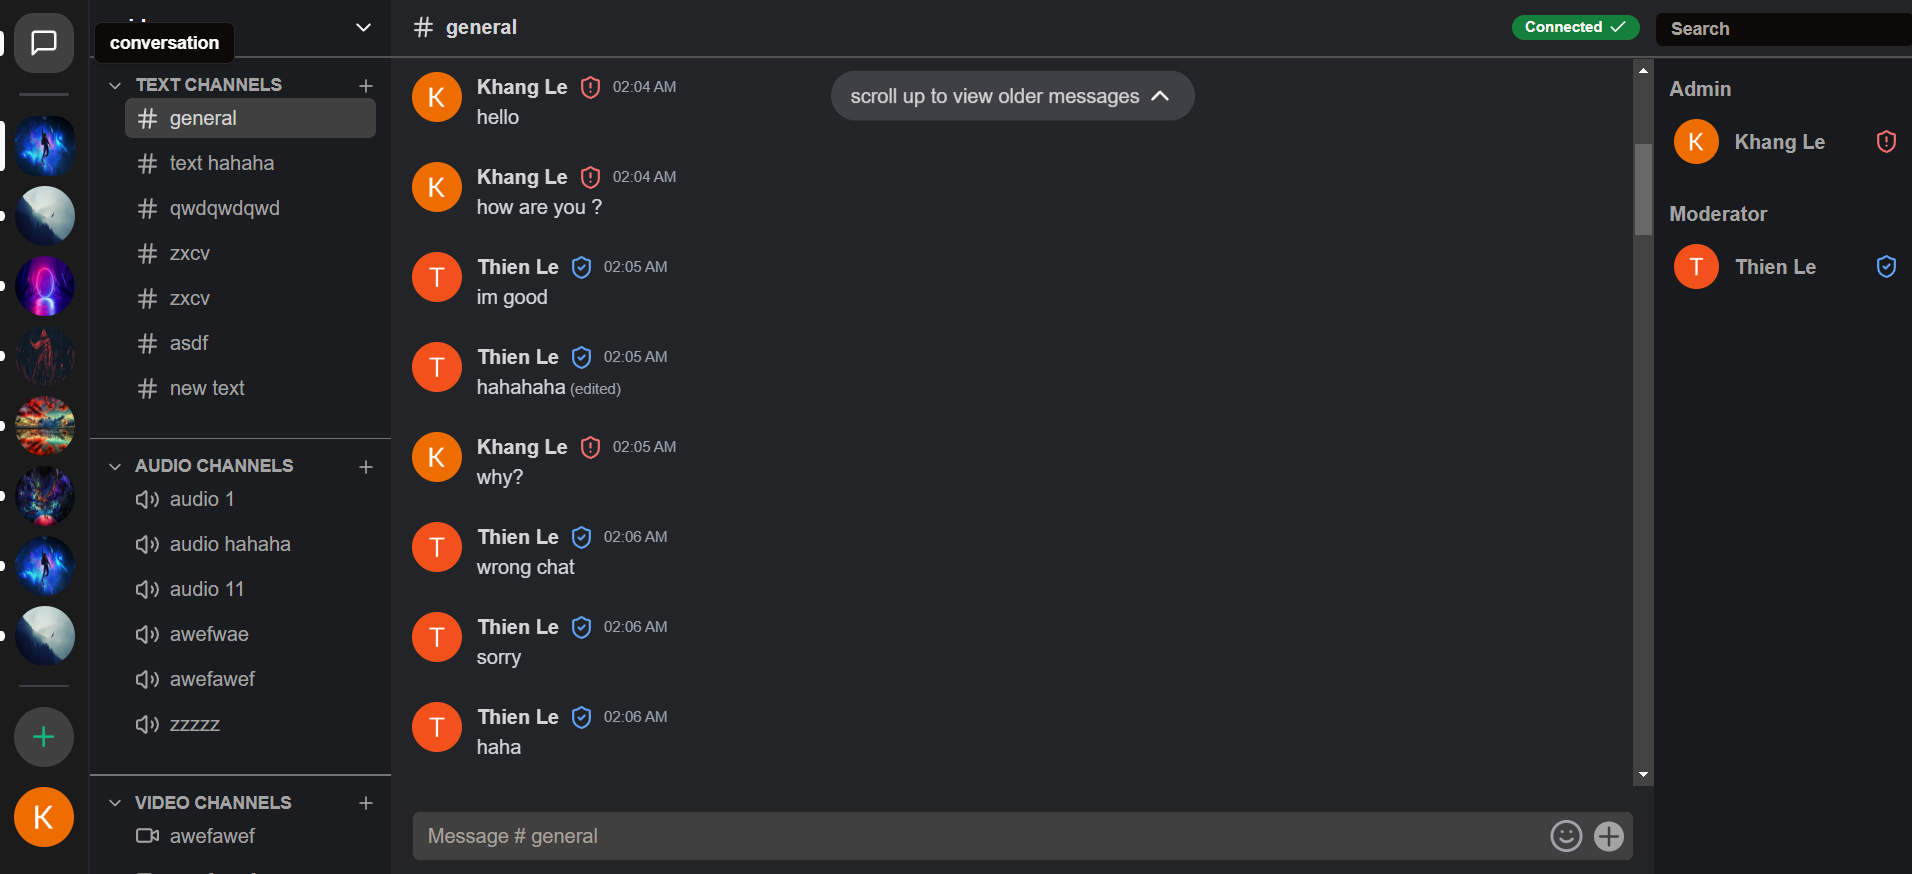 conversation
TEXT CHANNELS
general
text hahaha
qwdqwdqwd
zxcv
zxcv
asdf
new text
AUDIO CHANNELS
audio 1
audio hahaha
audio 11
awefwae
awefawef
zzzzz
VIDEO CHANNELS
awefawef
K
# general
Connected
scroll up to view older messages
K Khang Le 02:04 AM
hello
K Khang Le 02:04 AM
how are you ?
T Thien Le 02:05 AM
im good
T Thien Le 02:05 AM
hahahaha (edited)
K Khang Le 02:05 AM
why?
T Thien Le 02:06 AM
wrong chat
T Thien Le 02:06 AM
sorry
T Thien Le 02:06 AM
haha
Message # general
Search
Admin
K Khang Le
Moderator
T Thien Le